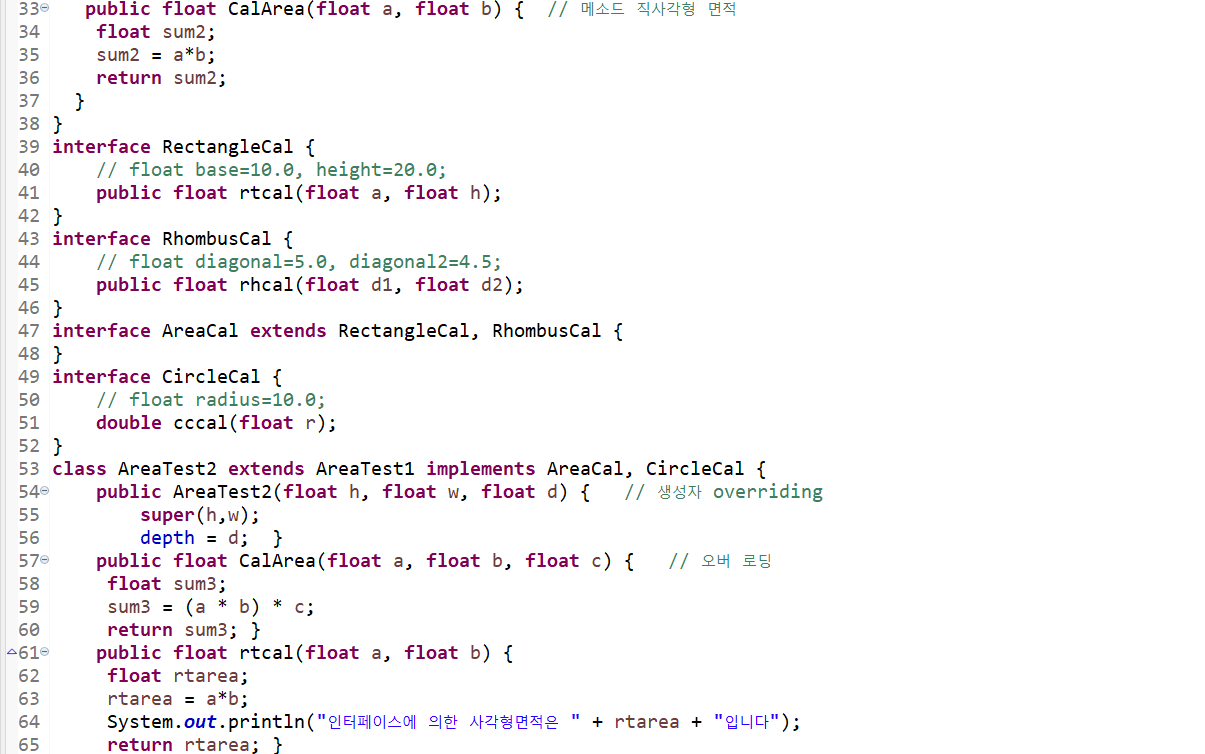 33 public float CalArea(float a, float b) { // 메소드 직사각형 면적
34 float sum2;
35 sum2 = a*b;
36 return sum2;
37 }
38 }
39 interface RectangleCal {
40 // float base=10.0, height=20.0;
41 public float rtcal(float a, float h);
42 }
43 interface RhombusCal {
44 // float diagonal=5.0, diagonal2=4.5;
45 public float rhcal(float d1, float d2);
46 }
47 interface AreaCal extends RectangleCal, RhombusCal {
48 }
49 interface CircleCal {
50 // float radius=10.0;
51 double cccal(float r);
52 }
53 class AreaTest2 extends AreaTest1 implements AreaCal, CircleCal {
54 public AreaTest2(float h, float w, float d) { // 생성자 overriding
55 super(h,w);
56 depth = d; }
57 public float CalArea(float a, float b, float c) { // 오버 로딩
58 float sum3;
59 sum3 = (a * b) * c;
60 return sum3; }
61 public float rtcal(float a, float b) {
62 float rtarea;
63 rtarea = a*b;
64 System.out.println("인터페이스에 의한 사각형면적은 " + rtarea + "입니다");
65 return rtarea; }